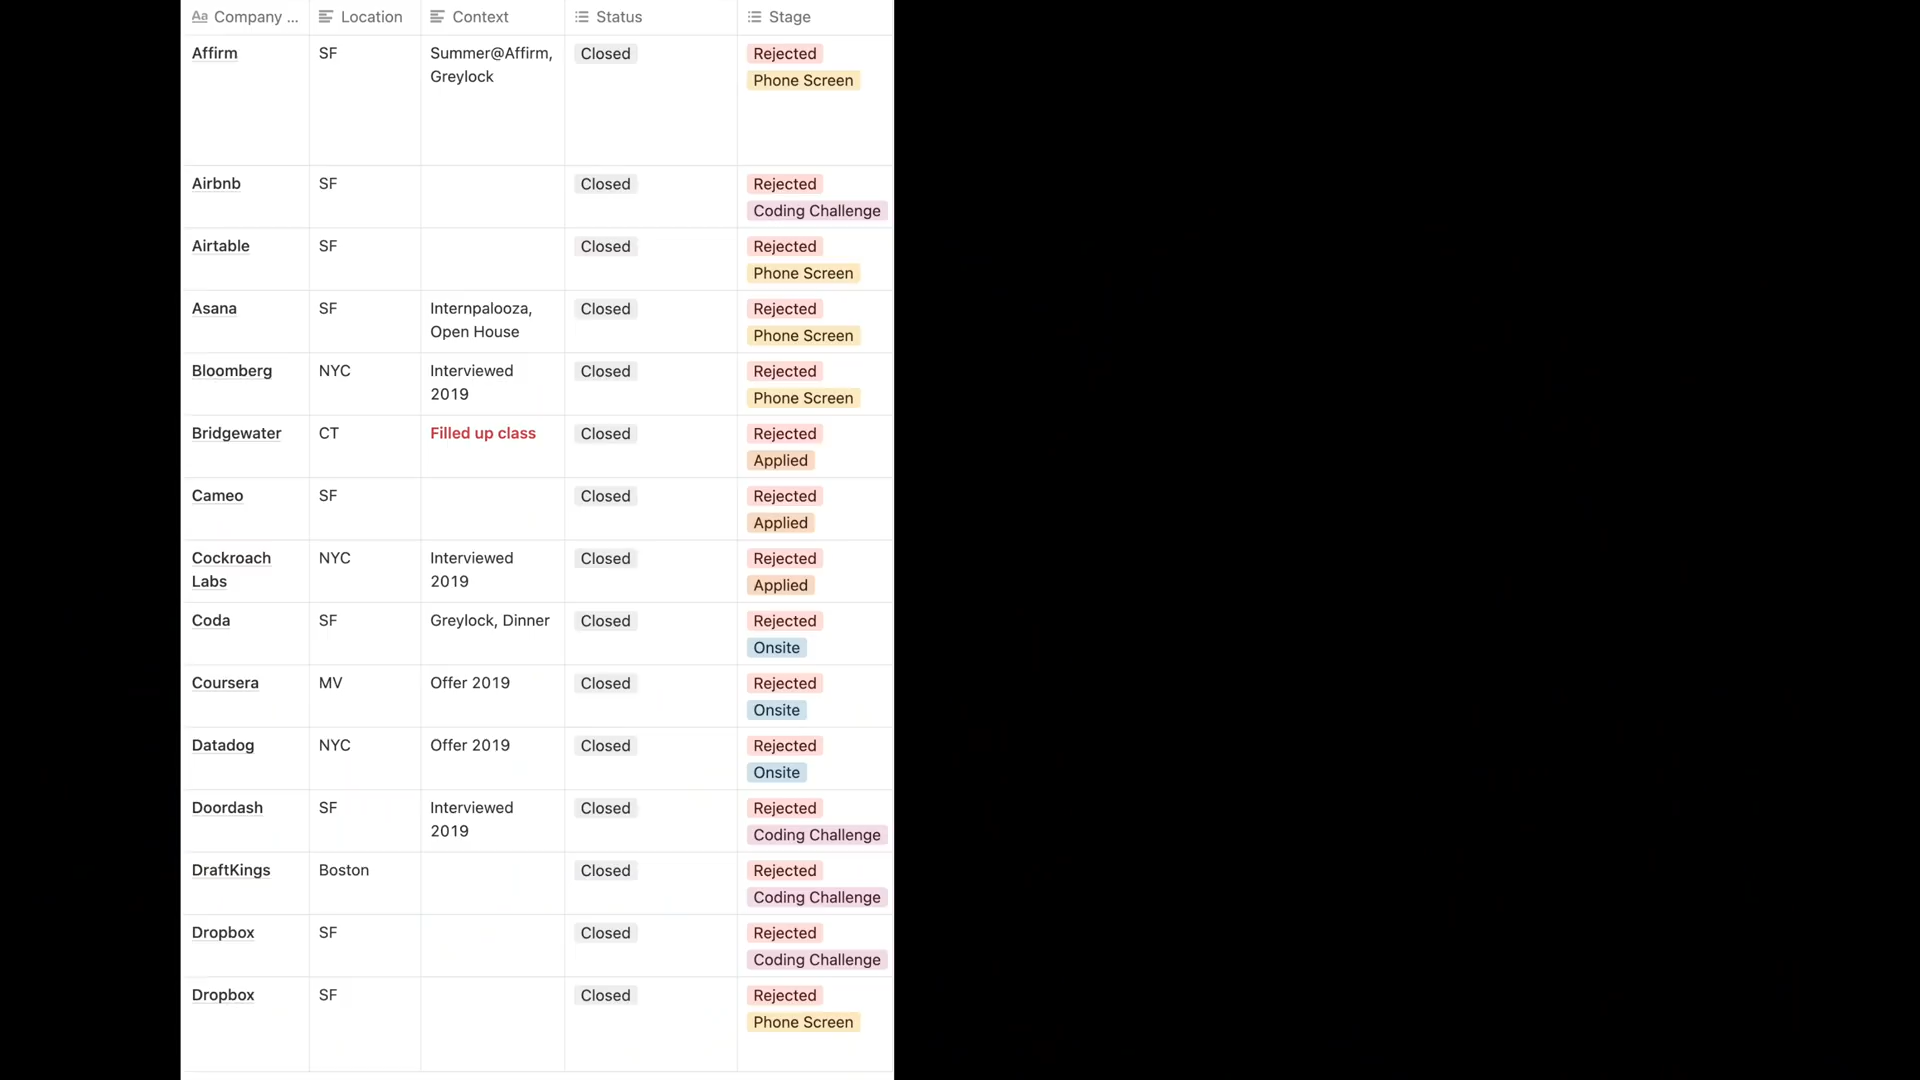 Aa Company ... Location Context Status Stage
Affirm SF Summer@Affirm, Closed Rejected
Greylock Phone Screen
Airbnb SF Closed Rejected
Coding Challenge
Airtable SF Closed Rejected
Phone Screen
Asana SF Internpalooza, Closed Rejected
Open House Phone Screen
Bloomberg NYC Interviewed Closed Rejected
2019 Phone Screen
Bridgewater CT Filled up class Closed Rejected
Applied
Cameo SF Closed Rejected
Applied
Cockroach NYC Interviewed Closed Rejected
Labs 2019 Applied
Coda SF Greylock, Dinner Closed Rejected
Onsite
Coursera MV Offer 2019 Closed Rejected
Onsite
Datadog NYC Offer 2019 Closed Rejected
Onsite
Doordash SF Interviewed Closed Rejected
2019 Coding Challenge
DraftKings Boston Closed Rejected
Coding Challenge
Dropbox SF Closed Rejected
Coding Challenge
Dropbox SF Closed Rejected
Phone Screen